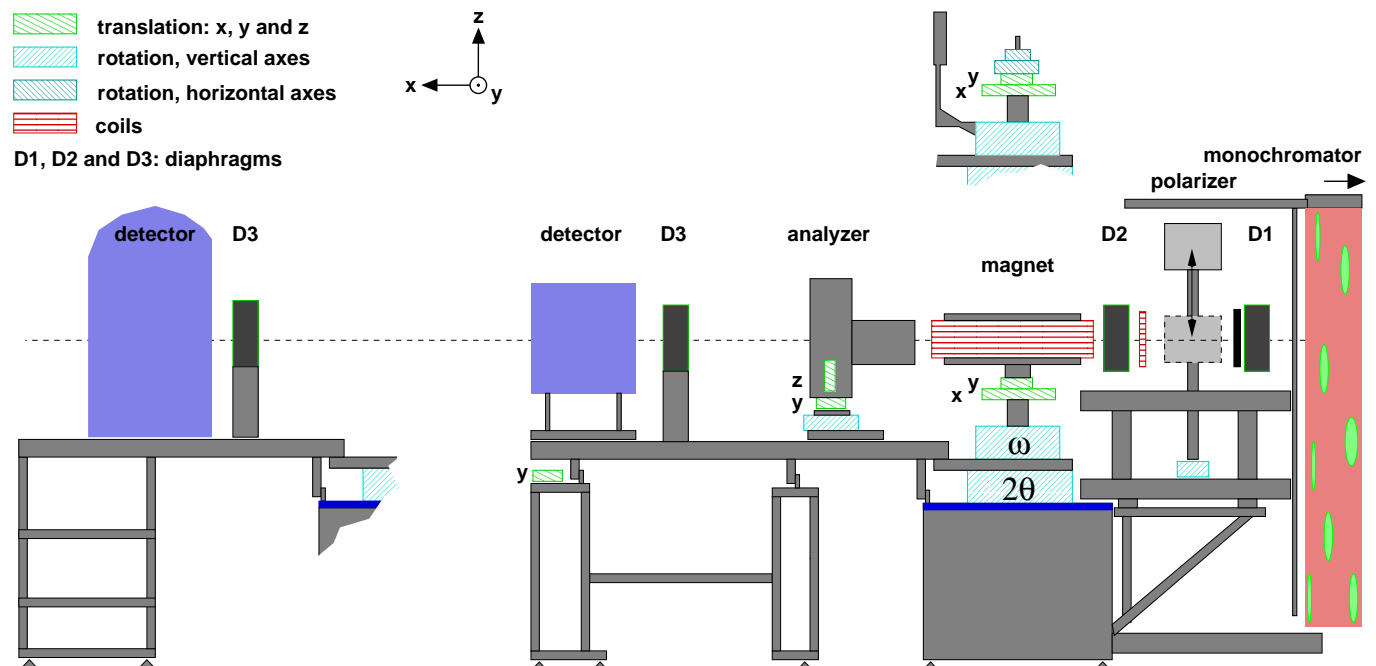 translation: x, y and z
rotation, vertical axes
rotation, horizontal axes
coils
D1, D2 and D3: diaphragms
z
x
y
y
x
monochromator
polarizer
detector
D3
detector
D3
analyzer
magnet
D2
D1
z
y
y
x
ω
y
2θ